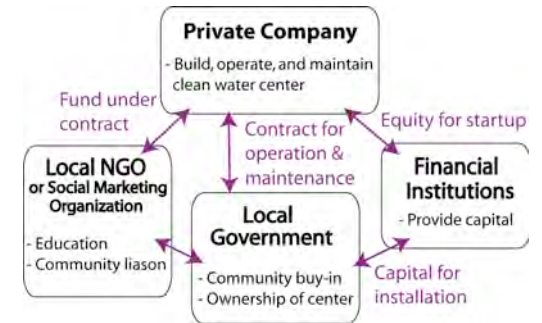 Private Company
- Build, operate, and maintain
clean water center
Fund under
contract
Contract for
operation &
maintenance
Equity for startup
Local NGO
or Social Marketing
Organization
- Education
- Community liason
Local
Government
- Community buy-in
- Ownership of center
Financial
Institutions
- Provide capital
Capital for
installation